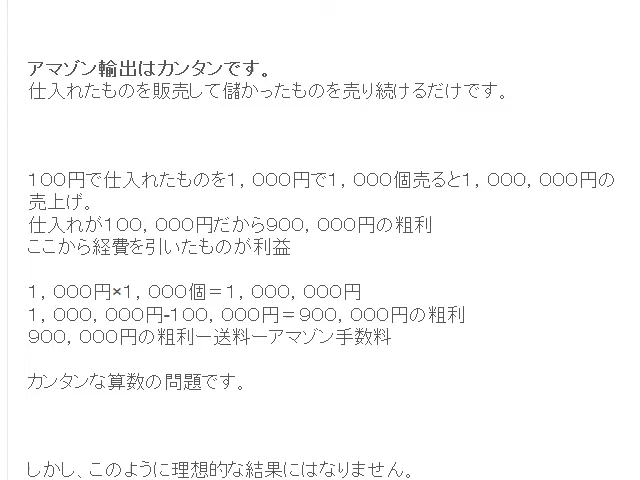 アマゾン輸出はカンタンです。
仕入れたものを販売して儲かったものを売り続けるだけです。
１００円で仕入れたものを１，０００円で１，０００個売ると１，０００，０００円の
売上げ。
仕入れが１００，０００円だから９００，０００円の粗利
ここから経費を引いたものが利益
１，０００円×１，０００個＝１，０００，０００円
１，０００，０００円-１００，０００円＝９００，０００円の粗利
９００，０００円の粗利ー送料ーアマゾン手数料
カンタンな算数の問題です。
しかし、このように理想的な結果にはなりません。